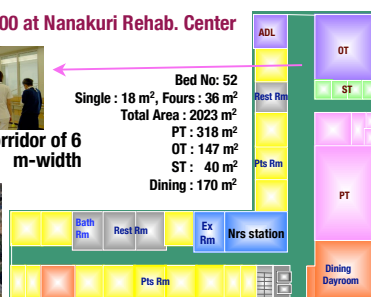 00 at Nanakuri Rehab. Center
Bed No: 52
Single : 18 m², Fours : 36 m²
Total Area : 2023 m²
PT : 318 m²
OT : 147 m²
ST : 40 m²
Dining : 170 m²
rridor of 6
m-width
ADL
OT
Rest Rm
ST
Pts Rm
PT
Bath
Rm
Rest Rm
Ex
Rm
Nrs station
Dining
Dayroom
Pts Rm